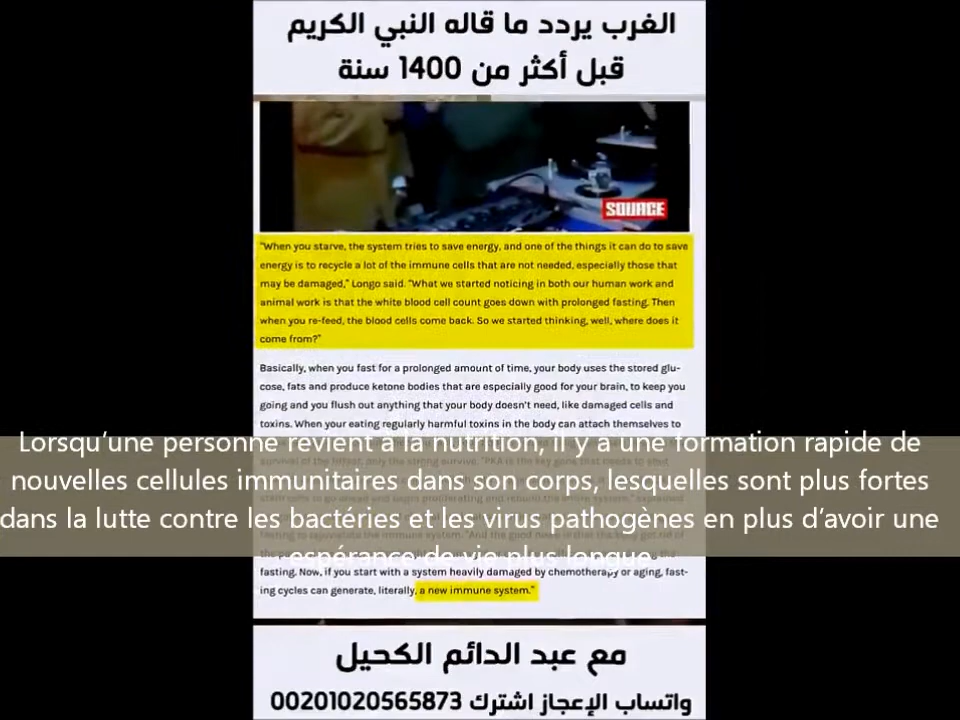 الغرب يردد ما قاله النبي الكريم
قبل أكثر من 1400 سنة
SOURCE
"When you starve, the system tries to save energy, and one of the things it can do to save
energy is to recycle a lot of the immune cells that are not needed, especially those that
may be damaged," Longo said. "What we started noticing in both our human work and
animal work is that the white blood cell count goes down with prolonged fasting. Then
when you re-feed, the blood cells come back. So we started thinking, well, where does it
come from?"
Basically, when you fast for a prolonged amount of time, your body uses the stored glu-
cose, fats and produce ketone bodies that are especially good for your brain, to keep you
going and you flush out anything that your body doesn't need, like damaged cells and
toxins. When your eating regularly harmful toxins in the body can attach themselves to
Lorsqu'une personne revient à la nutrition, il y a une formation rapide de
nouvelles cellules immunitaires dans son corps, lesquelles sont plus fortes
dans la lutte contre les bactéries et les virus pathogènes en plus d'avoir une
espérance de vie plus longue.
fasting. Now, if you start with a system heavily damaged by chemotherapy or aging, fast-
ing cycles can generate, literally, a new immune system."
مع عبد الدائم الكحيل
واتساب الإعجاز اشترك 00201020565873